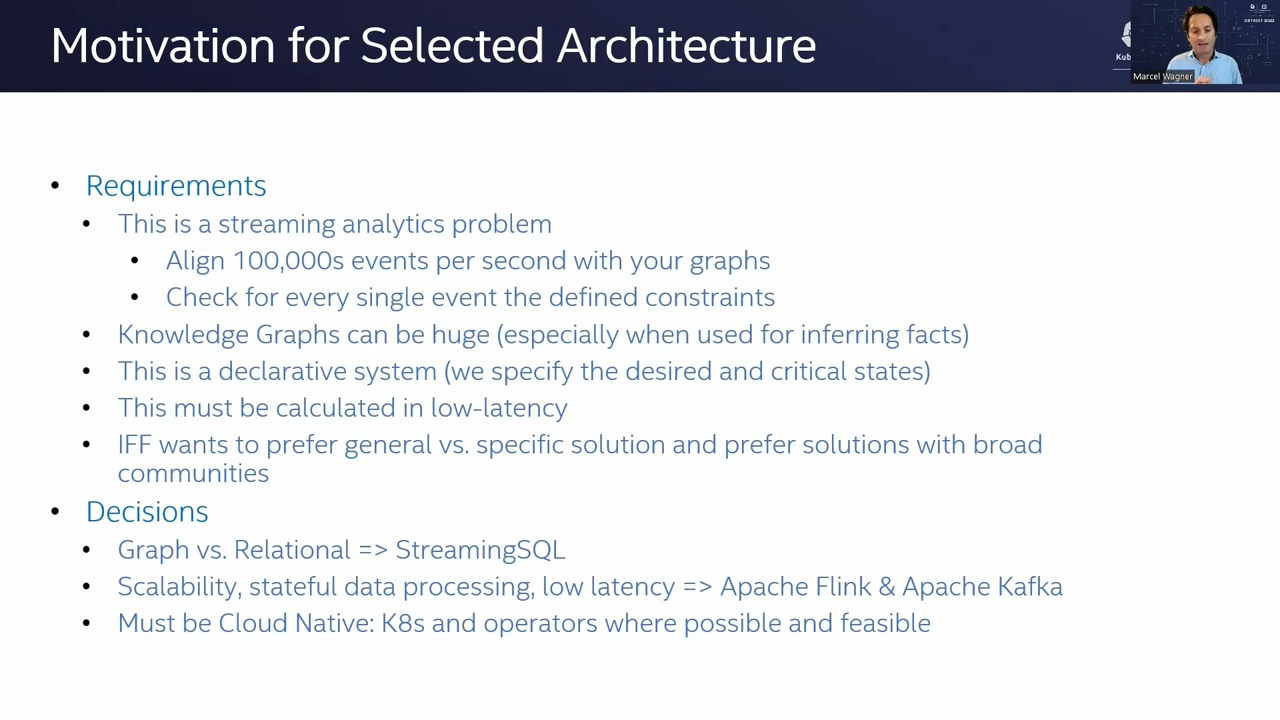 Motivation for Selected Architecture
Marcel Wagner
• Requirements
• This is a streaming analytics problem
• Align 100,000s events per second with your graphs
• Check for every single event the defined constraints
• Knowledge Graphs can be huge (especially when used for inferring facts)
• This is a declarative system (we specify the desired and critical states)
• This must be calculated in low-latency
• IFF wants to prefer general vs. specific solution and prefer solutions with broad
communities
• Decisions
• Graph vs. Relational => StreamingSQL
• Scalability, stateful data processing, low latency => Apache Flink & Apache Kafka
• Must be Cloud Native: K8s and operators where possible and feasible